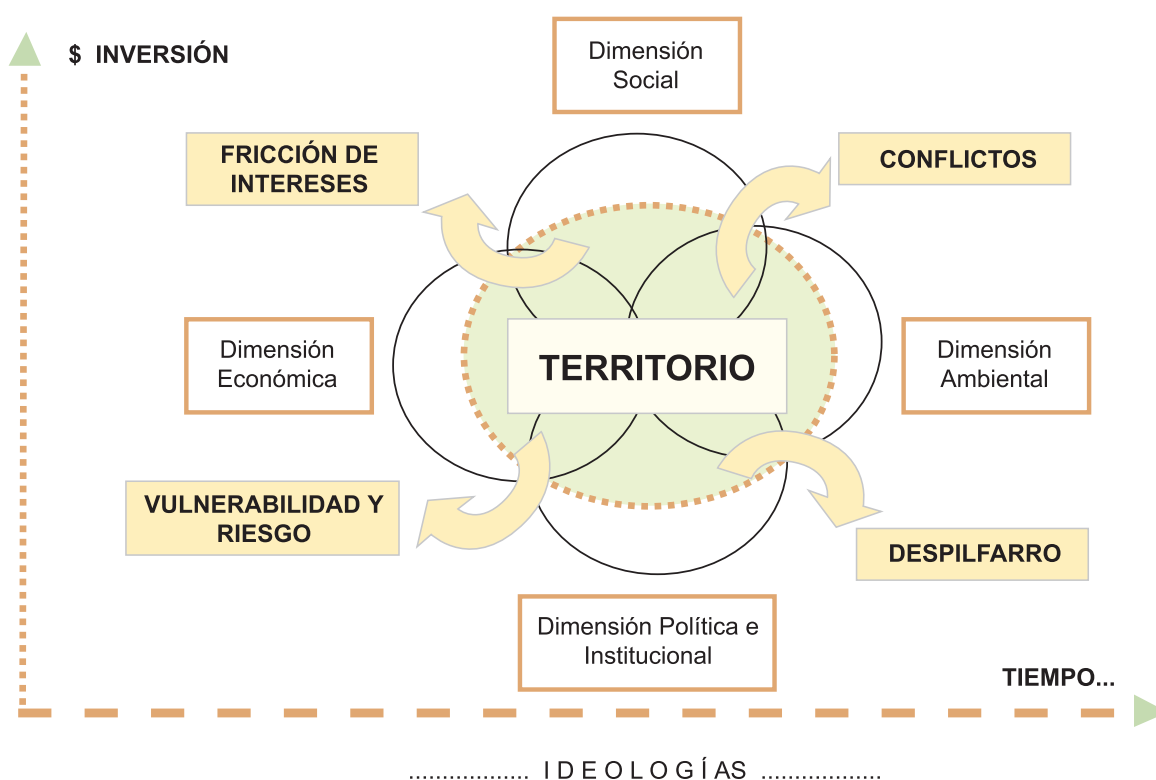 $ INVERSIÓN
Dimensión
Social
FRICCIÓN DE
INTERESES
CONFLICTOS
Dimensión
Económica
TERRITORIO
Dimensión
Ambiental
VULNERABILIDAD Y
RIESGO
DESPILFARRO
Dimensión Política e
Institucional
TIEMPO...
.................. I D E O L O G Í AS ..................